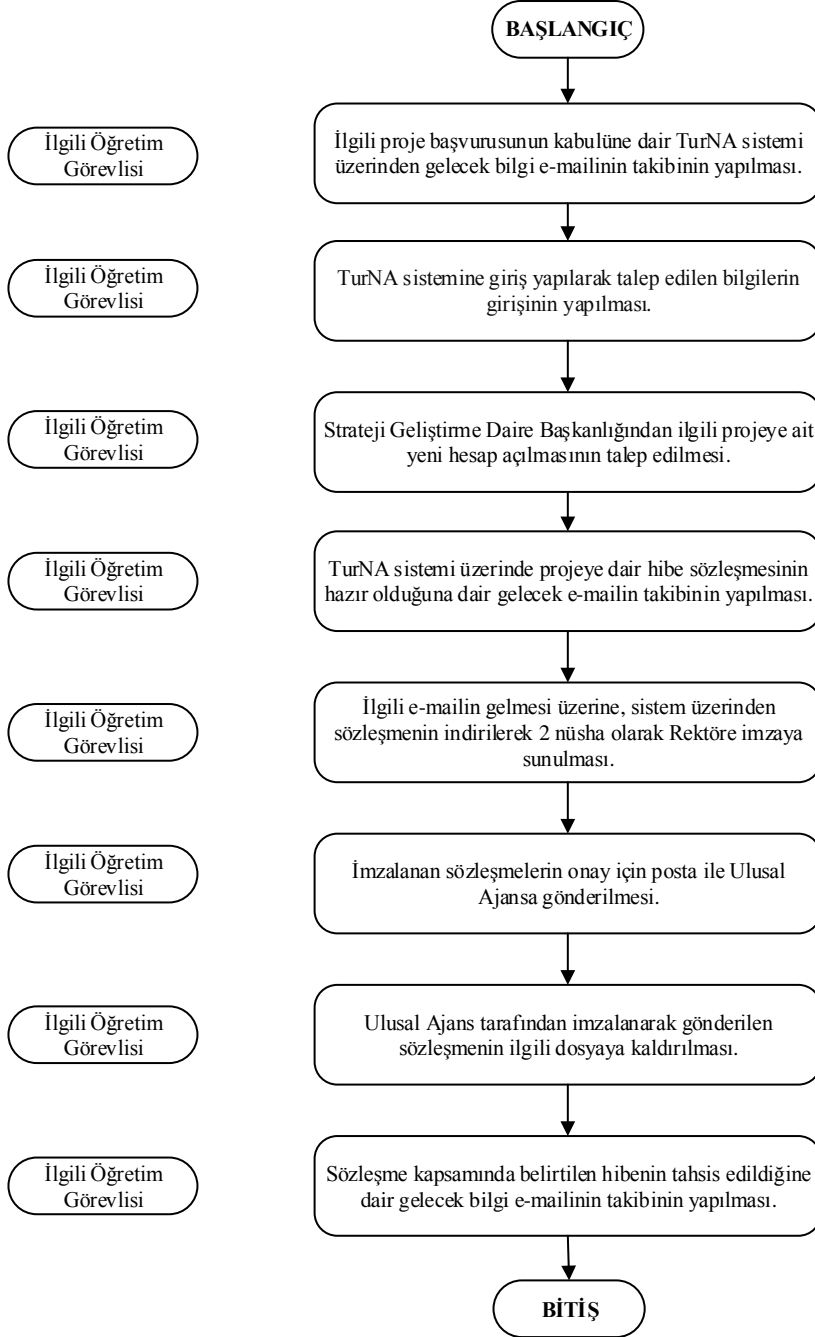 BAŞLANGIÇ
İlgili Öğretim
Görevlisi
İlgili proje başvurusunun kabulüne dair TurNA sistemi
üzerinden gelecek bilgi e-mailinin takibinin yapılması.
İlgili Öğretim
Görevlisi
TurNA sistemine giriş yapılarak talep edilen bilgilerin
girişinin yapılması.
İlgili Öğretim
Görevlisi
Strateji Geliştirme Daire Başkanlığından ilgili projeye ait
yeni hesap açılmasının talep edilmesi.
İlgili Öğretim
Görevlisi
TurNA sistemi üzerinde projeye dair hibe sözleşmesinin
hazır olduğuna dair gelecek e-mailin takibinin yapılması.
İlgili Öğretim
Görevlisi
İlgili e-mailin gelmesi üzerine, sistem üzerinden
sözleşmenin indirilerek 2 nüsha olarak Rektöre imzaya
sunulması.
İlgili Öğretim
Görevlisi
İmzalanan sözleşmelerin onay için posta ile Ulusal
Ajansa gönderilmesi.
İlgili Öğretim
Görevlisi
Ulusal Ajans tarafından imzalanarak gönderilen
sözleşmenin ilgili dosyaya kaldırılması.
İlgili Öğretim
Görevlisi
Sözleşme kapsamında belirtilen hibenin tahsis edildiğine
dair gelecek bilgi e-mailinin takibinin yapılması.
BİTİŞ